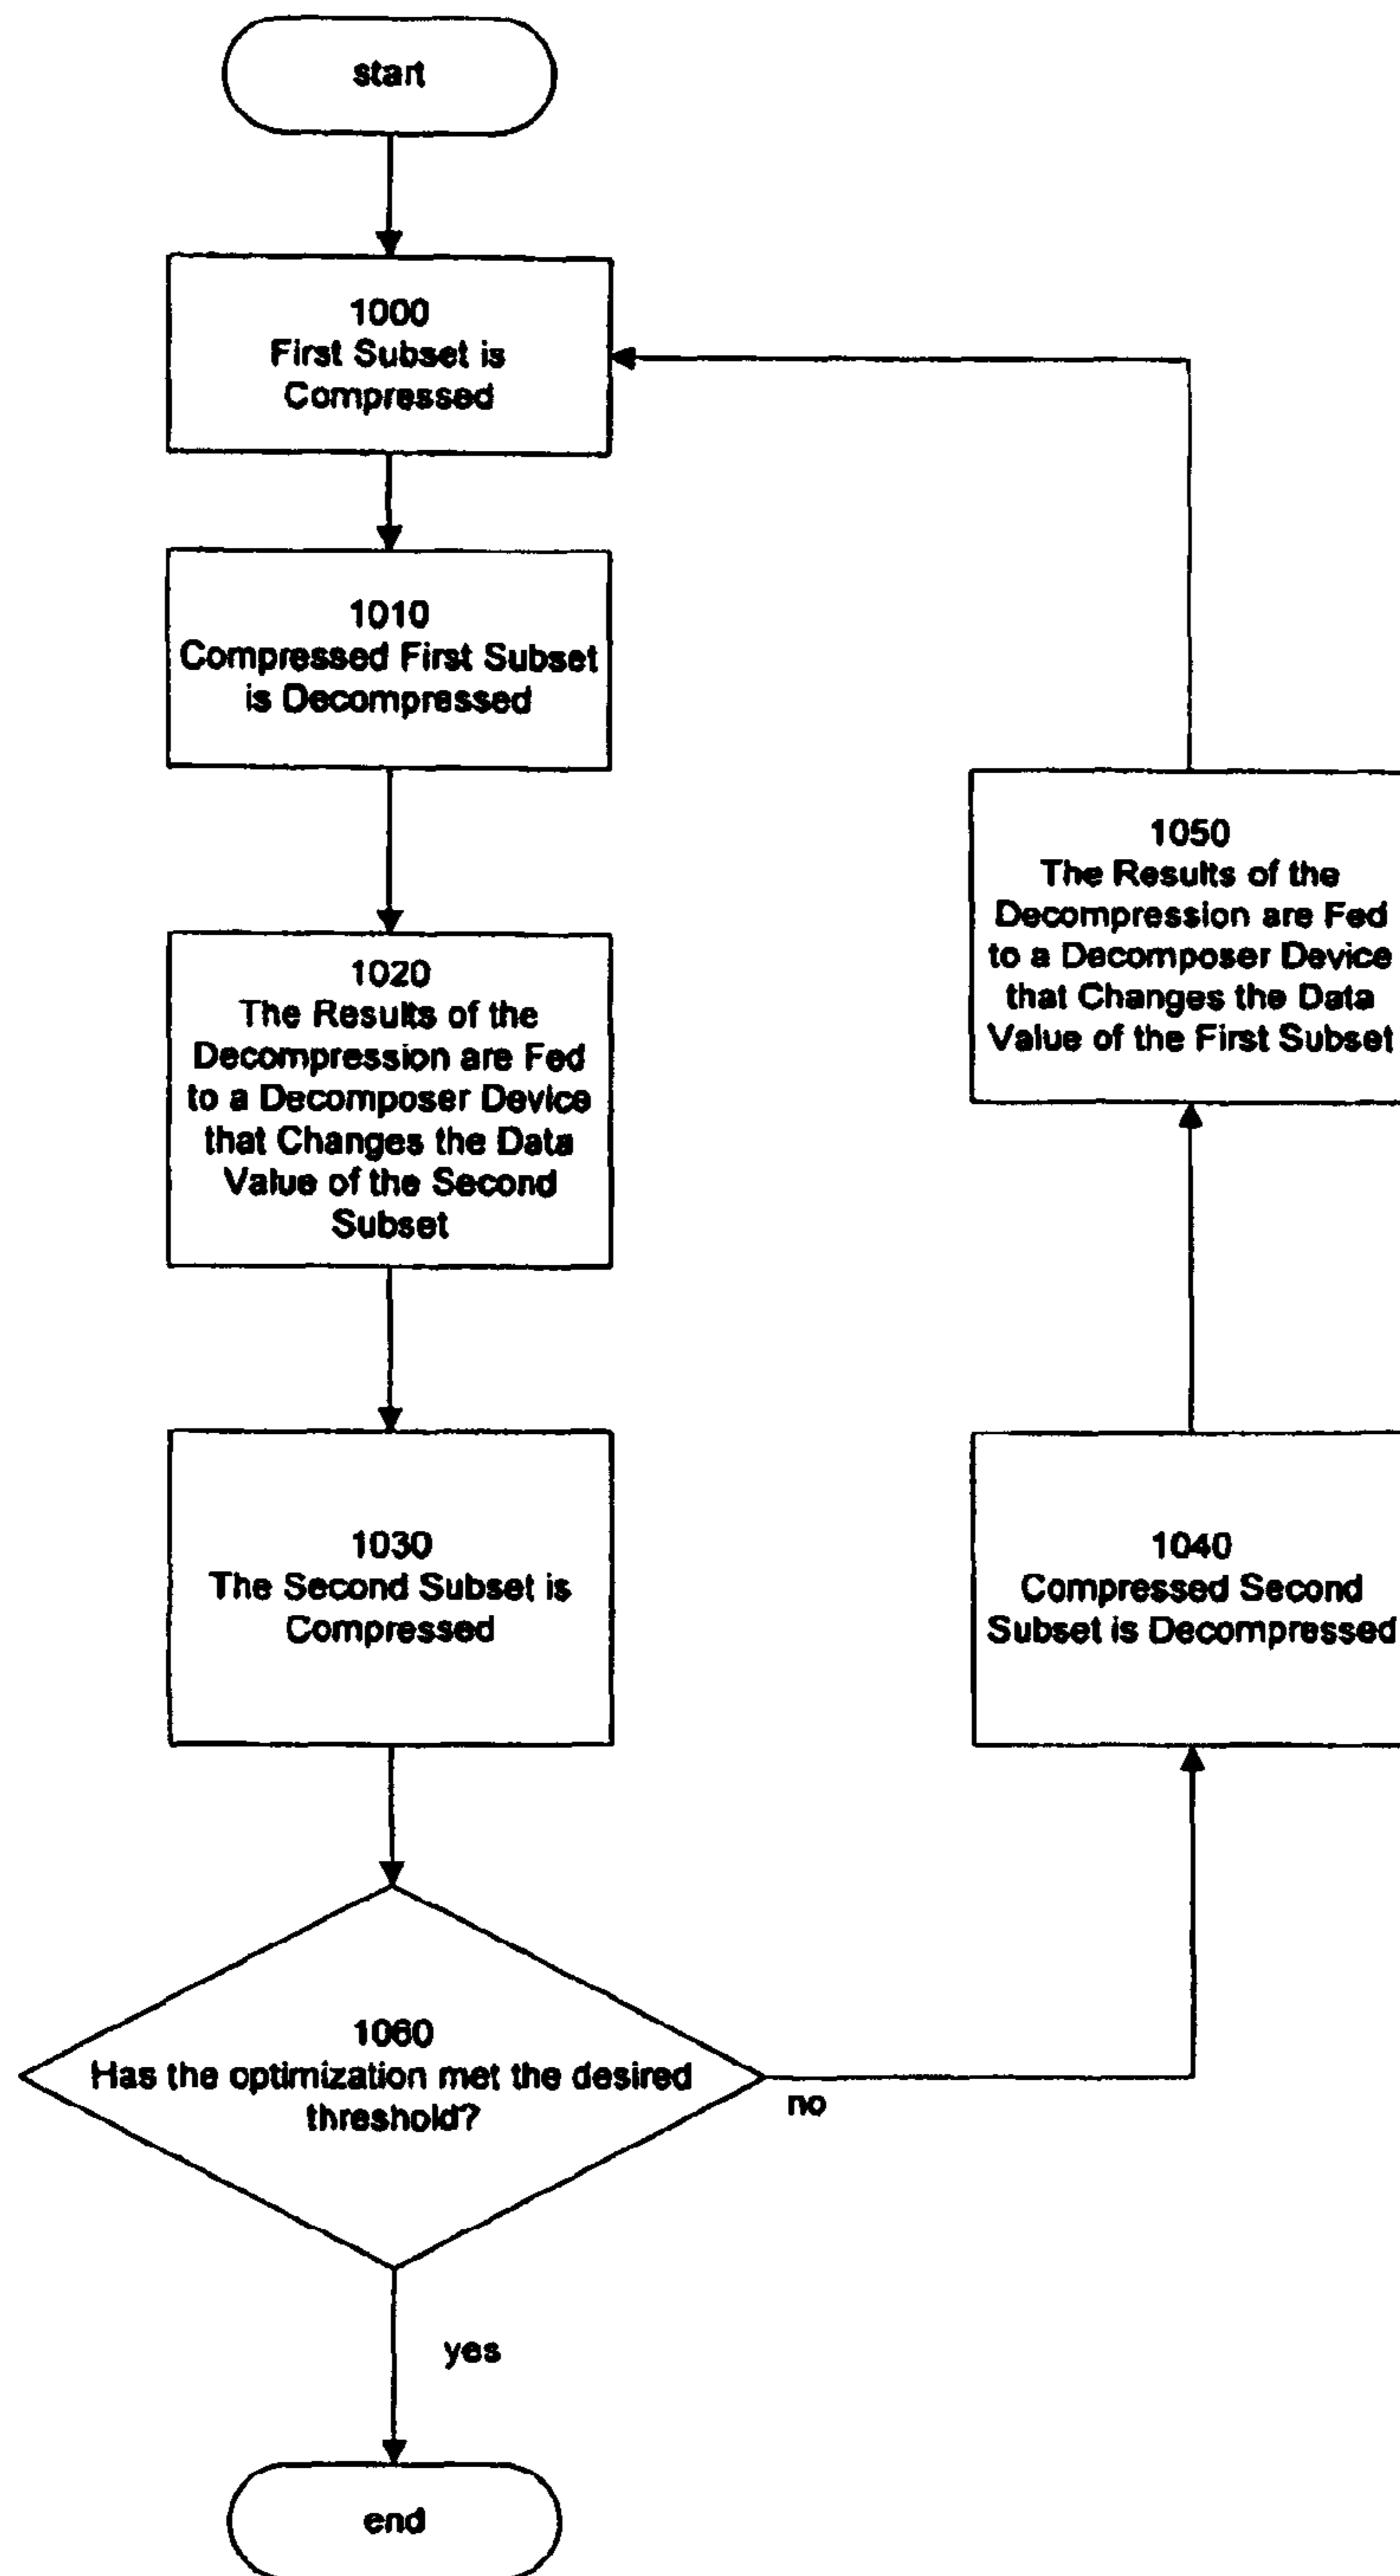 start
1000
First Subset is
Compressed
1010
Compressed First Subset
is Decompressed
1020
The Results of the
Decompression are Fed
to a Decomposer Device
that Changes the Data
Value of the Second
Subset
1030
The Second Subset is
Compressed
1060
Has the optimization met the desired
threshold?
no
yes
end
1040
Compressed Second
Subset is Decompressed
1050
The Results of the
Decompression are Fed
to a Decomposer Device
that Changes the Data
Value of the First Subset